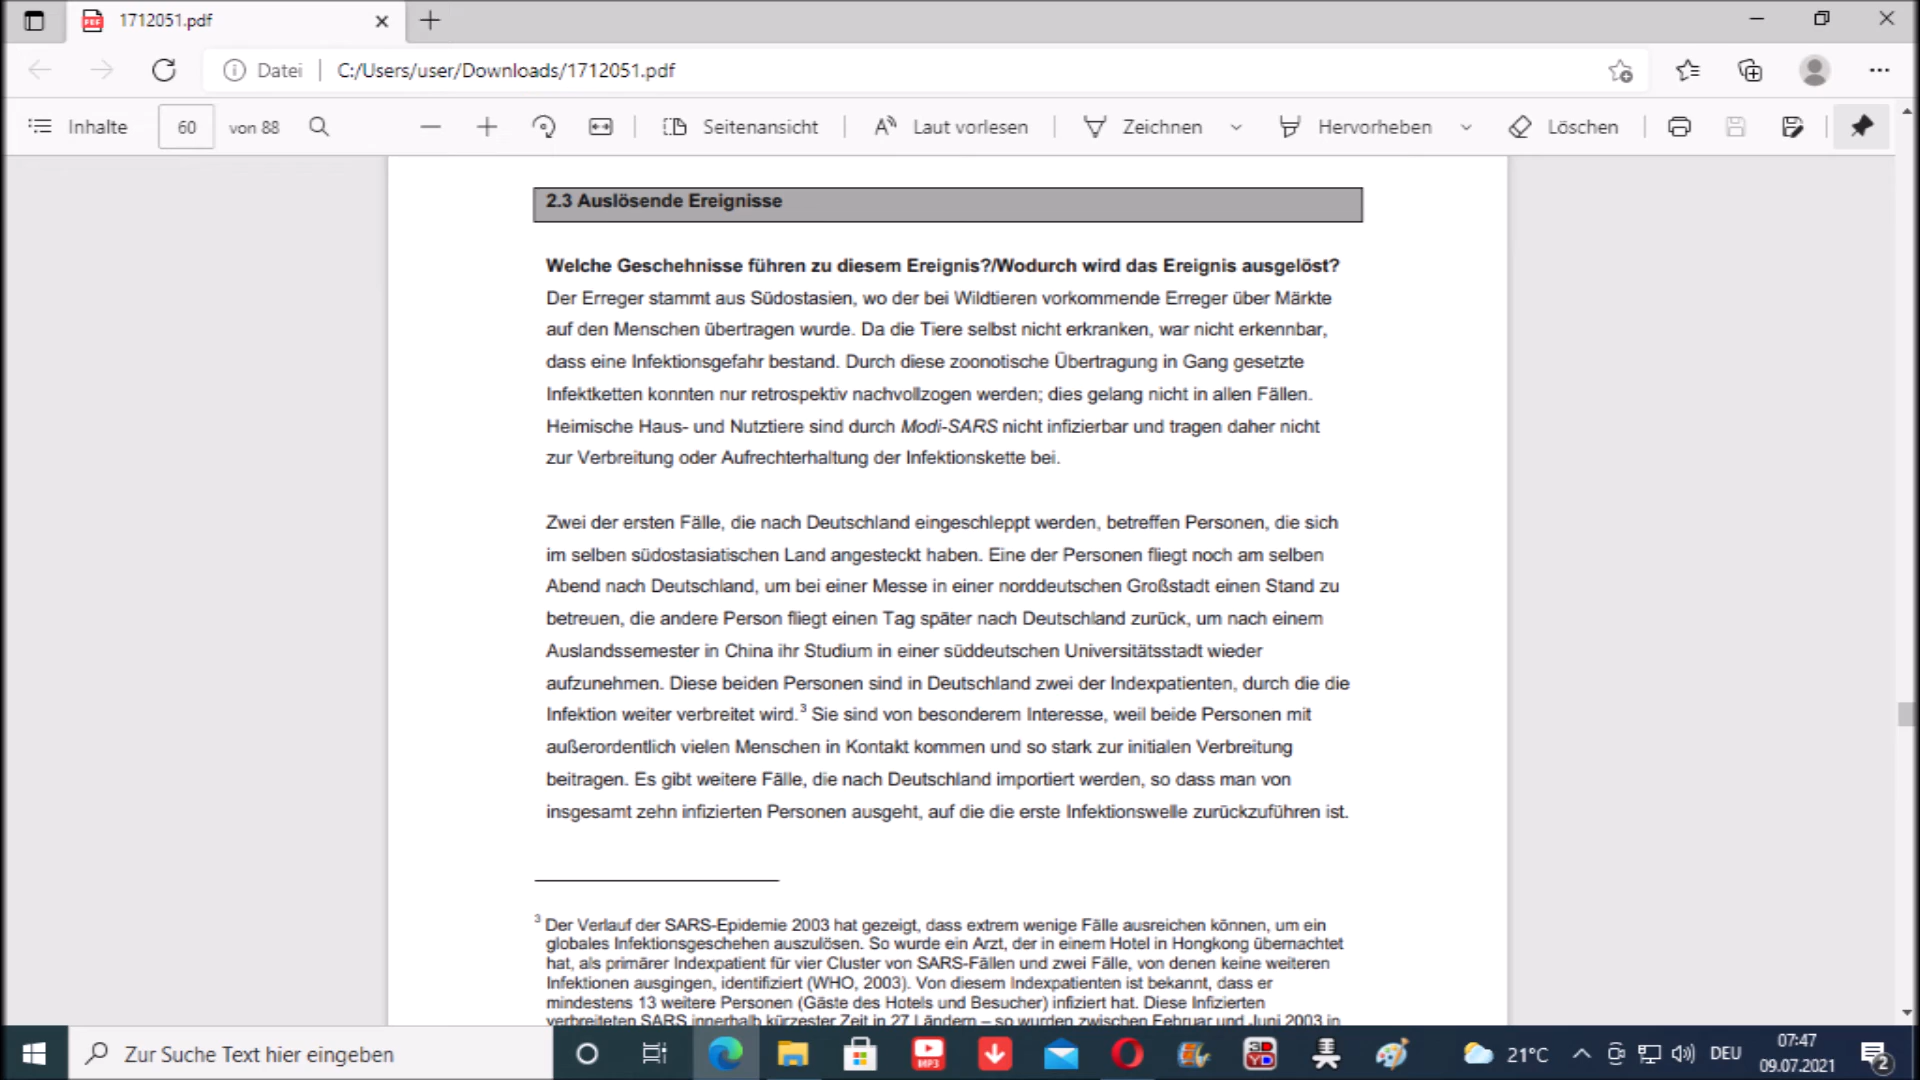 1712051.pdf
Datei
C:/Users/user/Downloads/1712051.pdf
Inhalte
60
von 88
Seitenansicht
Laut vorlesen
Zeichnen
Hervorheben
Löschen
2.3 Auslösende Ereignisse
Welche Geschehnisse führen zu diesem Ereignis?/Wodurch wird das Ereignis ausgelöst?
Der Erreger stammt aus Südostasien, wo der bei Wildtieren vorkommende Erreger über Märkte
auf den Menschen übertragen wurde. Da die Tiere selbst nicht erkranken, war nicht erkennbar,
dass eine Infektionsgefahr bestand. Durch diese zoonotische Übertragung in Gang gesetzte
Infektketten konnten nur retrospektiv nachvollzogen werden; dies gelang nicht in allen Fällen.
Heimische Haus- und Nutztiere sind durch Modi-SARS nicht infizierbar und tragen daher nicht
zur Verbreitung oder Aufrechterhaltung der Infektionskette bei.
Zwei der ersten Fälle, die nach Deutschland eingeschleppt werden, betreffen Personen, die sich
im selben südostasiatischen Land angesteckt haben. Eine der Personen fliegt noch am selben
Abend nach Deutschland, um bei einer Messe in einer norddeutschen Großstadt einen Stand zu
betreuen, die andere Person fliegt einen Tag später nach Deutschland zurück, um nach einem
Auslandssemester in China ihr Studium in einer süddeutschen Universitätsstadt wieder
aufzunehmen. Diese beiden Personen sind in Deutschland zwei der Indexpatienten, durch die die
Infektion weiter verbreitet wird.³ Sie sind von besonderem Interesse, weil beide Personen mit
außerordentlich vielen Menschen in Kontakt kommen und so stark zur initialen Verbreitung
beitragen. Es gibt weitere Fälle, die nach Deutschland importiert werden, so dass man von
insgesamt zehn infizierten Personen ausgeht, auf die die erste Infektionswelle zurückzuführen ist.
³ Der Verlauf der SARS-Epidemie 2003 hat gezeigt, dass extrem wenige Fälle ausreichen können, um ein
globales Infektionsgeschehen auszulösen. So wurde ein Arzt, der in einem Hotel in Hongkong übernachtet
hat, als primärer Indexpatient für vier Cluster von SARS-Fällen und zwei Fälle, von denen keine weiteren
Infektionen ausgingen, identifiziert (WHO, 2003). Von diesem Indexpatienten ist bekannt, dass er
mindestens 13 weitere Personen (Gäste des Hotels und Besucher) infiziert hat. Diese Infizierten
verbreiteten SARS innerhalb kürzester Zeit in 27 Ländern – so wurden zwischen Februar und Juni 2003 in
Zur Suche Text hier eingeben
MP3
3D
YD
21°C
DEU
07:47
09.07.2021
2